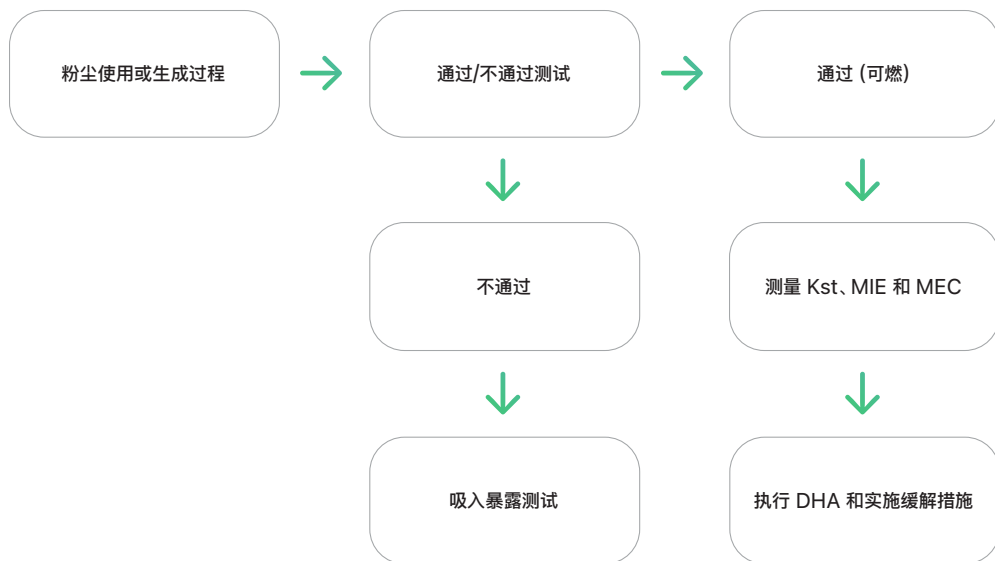 粉尘使用或生成过程
通过/不通过测试
通过 (可燃)
不通过
测量 Kst、MIE 和 MEC
吸入暴露测试
执行 DHA 和实施缓解措施